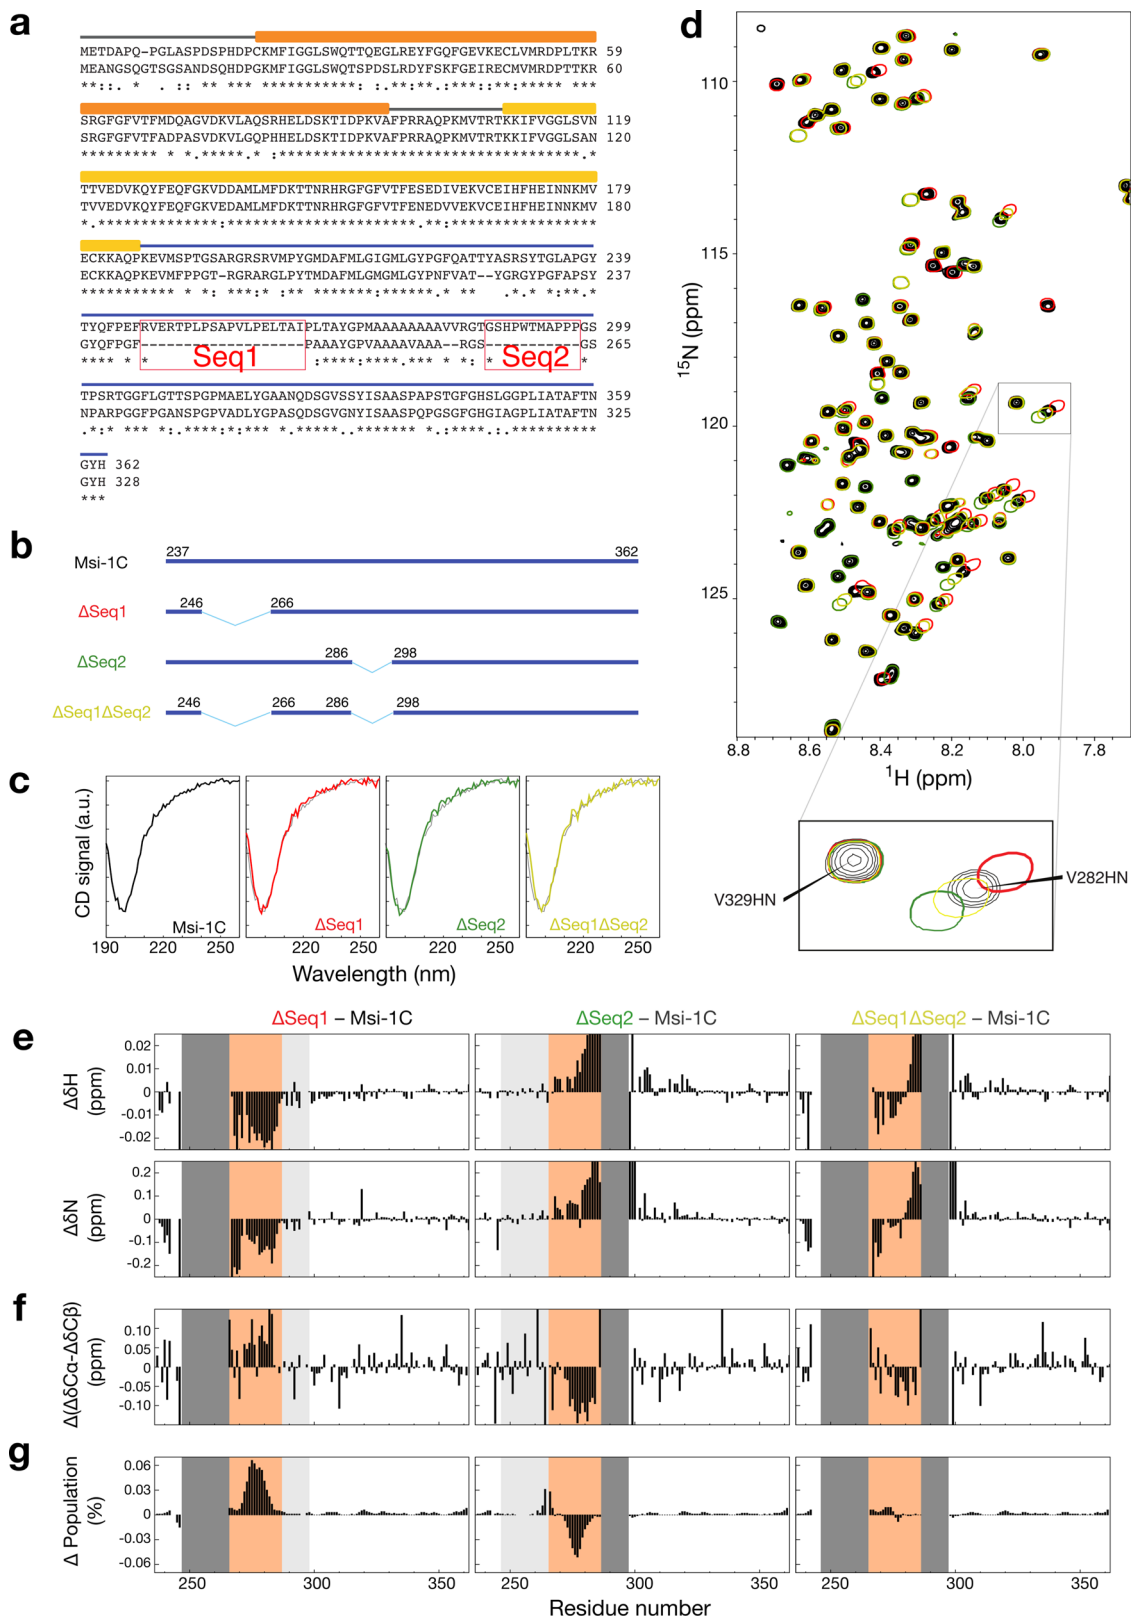 a
METDAPQ-PGLASPDSPHDPCKMFIGGLSWQTTQEGLREYFGQFGEVKECLVMRDPLTKR 59
MEANGSQGTSGSANDSQHDPGKMFIGGLSWQTSPDSLRDYFSKFGEIRECMVMRDPTTKR 60
SRGFGFVTFMDQAGVDKVLAQSRHELDSKTIDPKVAFPRRAQPKMVTRTKKIFVGGLSVN 119
SRGFGFVTFADPASVDKVLGQPHHELDSKTIDPKVAFPRRAQPKMVTRTKKIFVGGLSAN 120
TTVEDVKQYFEQFGKVDDAMLMFDKTTNRHRGFGFVTFESEDIVEKVCEIHFHEINNKMV 179
TVVEDVKQYFEQFGKVEDAMLMFDKTTNRHRGFGFVTFENEDVVEKVCEIHFHEINNKMV 180
ECKKAQPKEVMSPTGSARGRSRVMPYGMDAFMLGIGMLGYPGFQATTYASRSYTGLAPGY 239
ECKKAQPKEVMFPPGT-RGRARGLPYTMDAFMLGMGMLGYPNFVAT--YGRGYPGFAPSY 237
TYQFPEFRVERTPLPSAPVLPELTAIPLTAYGPMAAAAAAAAVVRGTGSHPWTMAPPPGS 299
GYQFPGF-------------------PAAAYGPVAAAAVAAA--RGS-----------GS 265
Seq1 Seq2
TPSRTGGFLGTTSPGPMAELYGAANQDSGVSSYISAASPAPSTGFGHSLGGPLIATAFTN 359
NPARPGGFPGANSPGPVADLYGPASQDSGVGNYISAASPQPGSGFGHGIAGPLIATAFTN 325
GYH 362
GYH 328
***
b
237 362
Msi-1C
246 266
ΔSeq1
286 298
ΔSeq2
246 266 286 298
ΔSeq1ΔSeq2
c
CD signal (a.u.)
Msi-1C ΔSeq1 ΔSeq2 ΔSeq1ΔSeq2
190 220 250 220 250 220 250 220 250
Wavelength (nm)
d
110
115
120
125
¹⁵N (ppm)
8.8 8.6 8.4 8.2 8.0 7.8
¹H (ppm)
V329HN V282HN
ΔSeq1 – Msi-1C ΔSeq2 – Msi-1C ΔSeq1ΔSeq2 – Msi-1C
e
ΔδH (ppm)
0.02
0.01
0
-0.01
-0.02
ΔδN (ppm)
0.2
0.1
0
-0.1
-0.2
f
Δ(ΔδCα-ΔδCβ) (ppm)
0.10
0.05
0
-0.05
-0.10
g
Δ Population (%)
0.06
0.03
0
-0.03
-0.06
250 300 350 250 300 350 250 300 350
Residue number